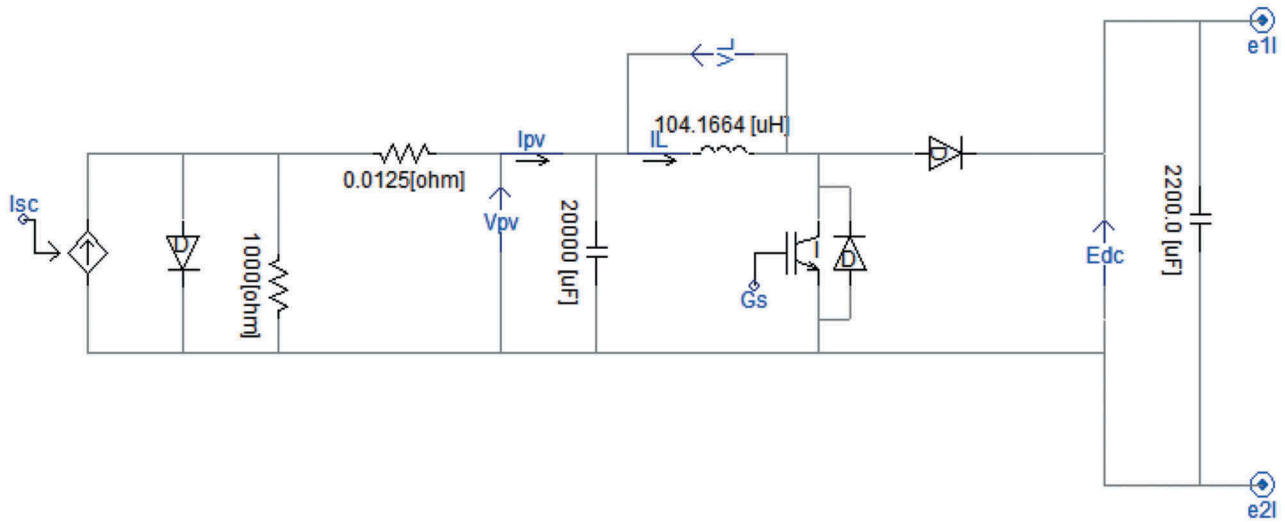 e1l
VL
104.1664 [uH]
Ipv
IL
D
0.0125[ohm]
Isc
Vpv
20000 [uF]
2200.0 [uF]
D
1000[ohm]
I
D
Edc
Gs
e2l